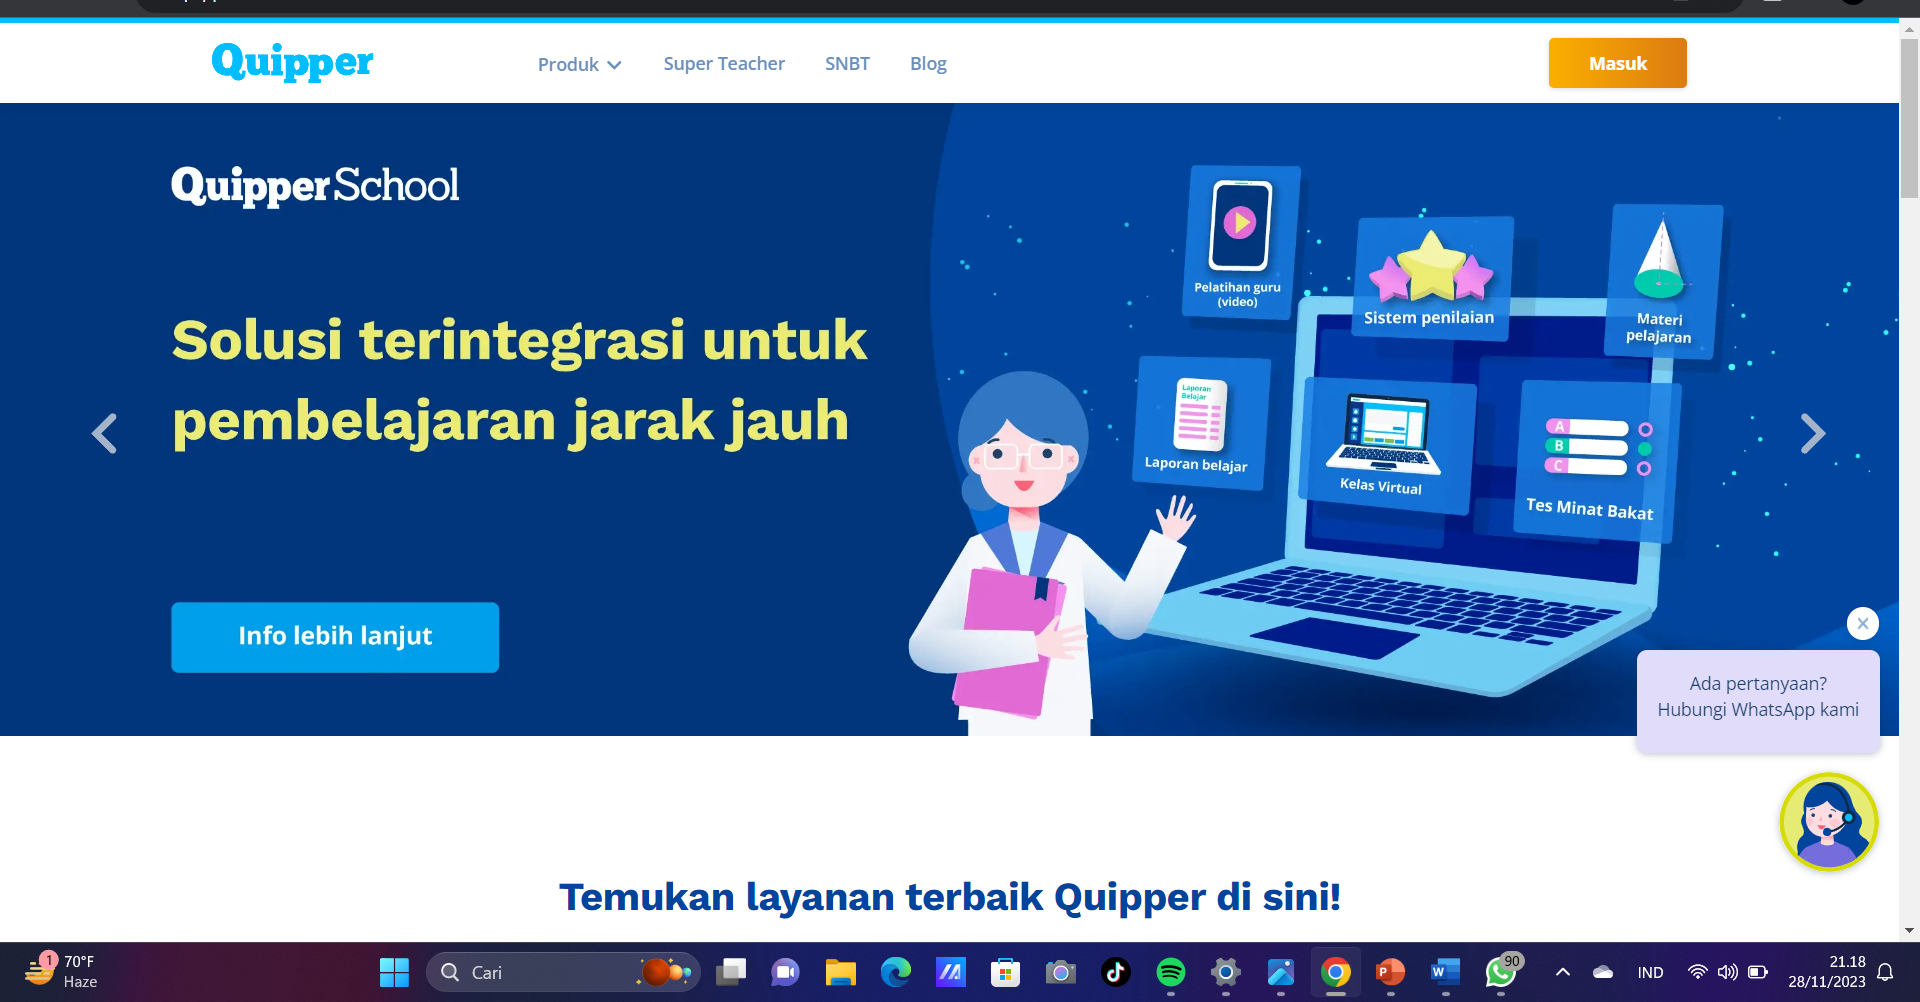 Quipper
Produk
Super Teacher
SNBT
Blog
Masuk
QuipperSchool
Solusi terintegrasi untuk
pembelajaran jarak jauh
Info lebih lanjut
Pelatihan guru
(video)
Sistem penilaian
Materi
pelajaran
Laporan
Belajar
Laporan belajar
Kelas Virtual
A
B
C
Tes Minat Bakat
Ada pertanyaan?
Hubungi WhatsApp kami
Temukan layanan terbaik Quipper di sini!
1
70°F
Haze
Cari
P
W
90
IND
21.18
28/11/2023